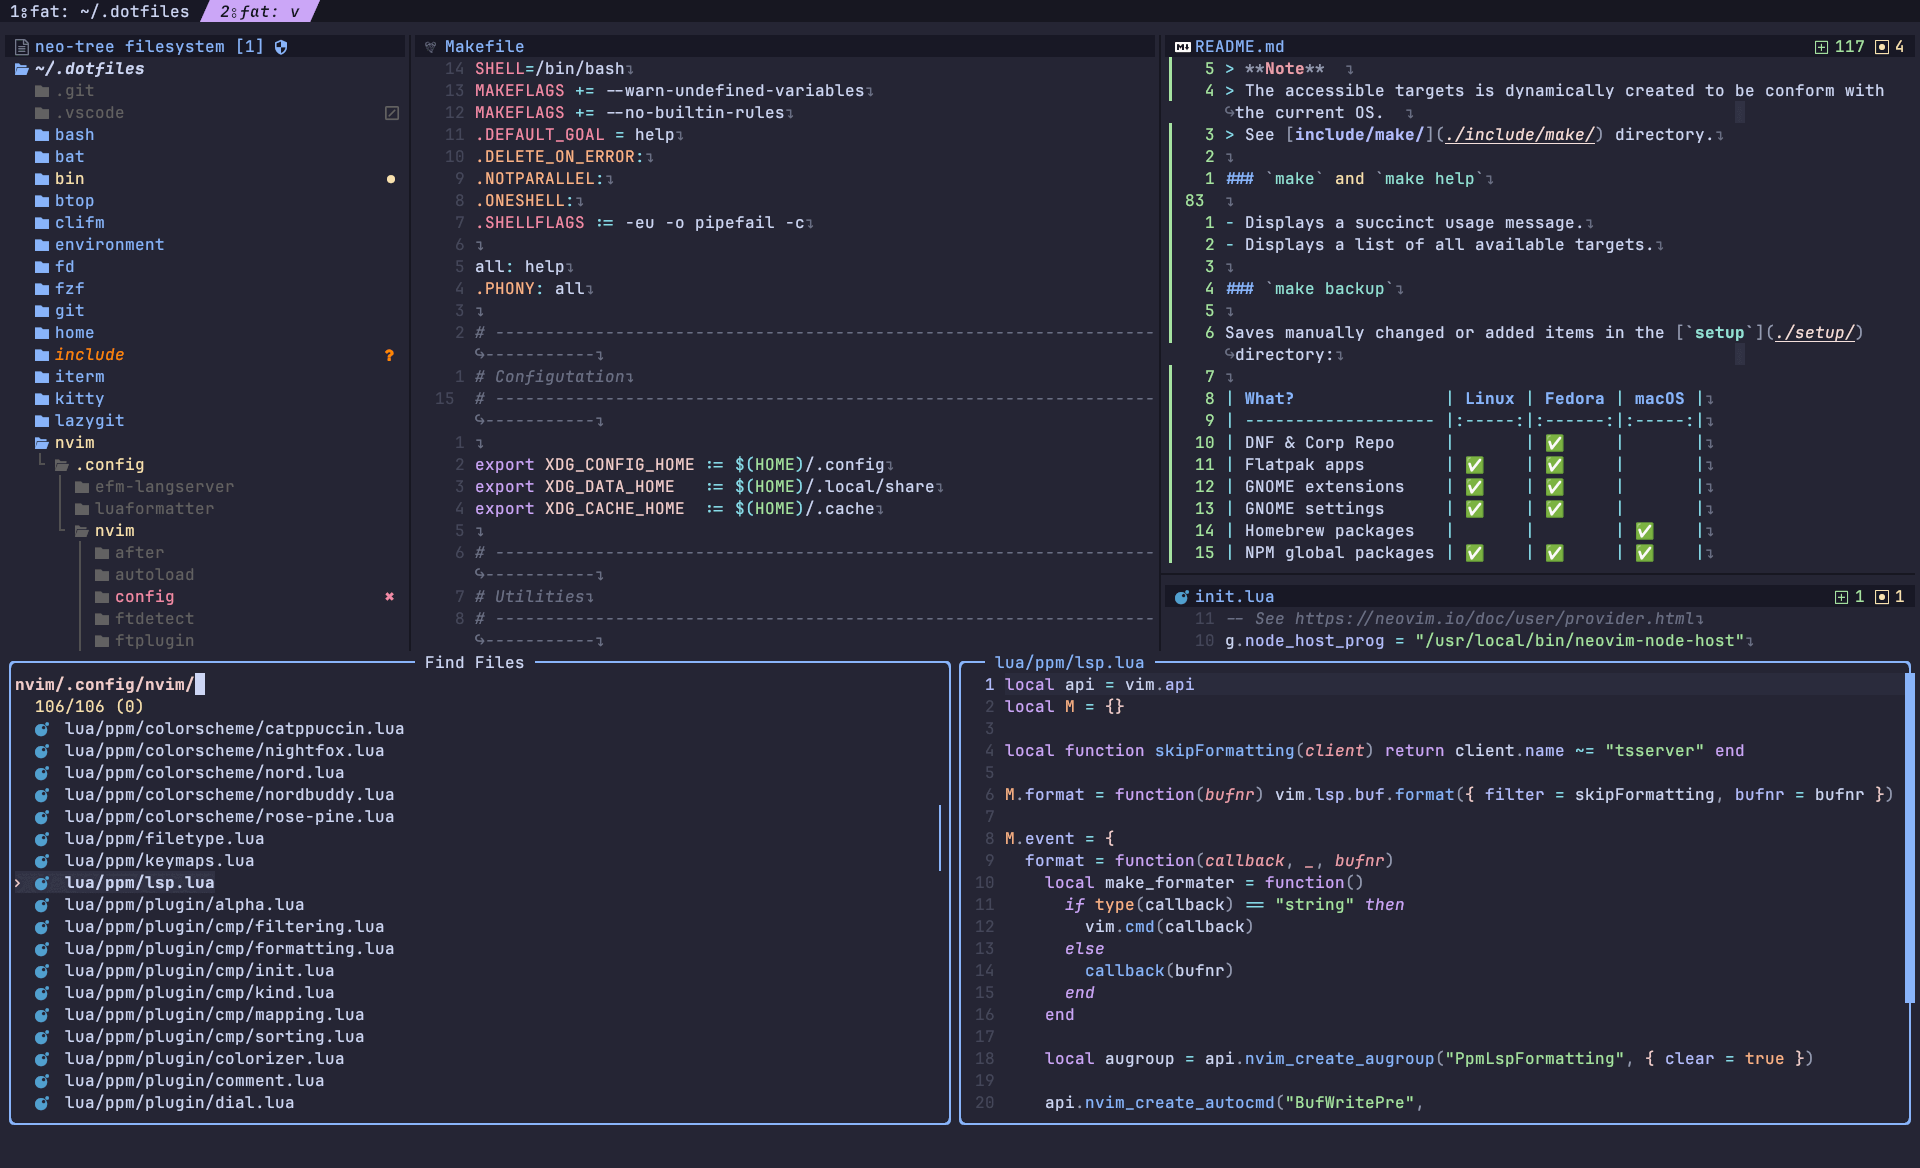 1:fat: ~/.dotfiles 2:fat: v
neo-tree filesystem [1]
~/.dotfiles
.git
.vscode
bash
bat
bin
btop
clifm
environment
fd
fzf
git
home
include ?
iterm
kitty
lazygit
nvim
.config
efm-langserver
luaformatter
nvim
after
autoload
config ✖
ftdetect
ftplugin
Makefile
14 SHELL=/bin/bash
13 MAKEFLAGS += --warn-undefined-variables
12 MAKEFLAGS += --no-builtin-rules
11 .DEFAULT_GOAL = help
10 .DELETE_ON_ERROR:
9 .NOTPARALLEL:
8 .ONESHELL:
7 .SHELLFLAGS := -eu -o pipefail -c
6
5 all: help
4 .PHONY: all
3
2 # ------------------------------------------------------------------
-----------
1 # Configutation
15 # ------------------------------------------------------------------
-----------
1
2 export XDG_CONFIG_HOME := $(HOME)/.config
3 export XDG_DATA_HOME   := $(HOME)/.local/share
4 export XDG_CACHE_HOME  := $(HOME)/.cache
5
6 # ------------------------------------------------------------------
-----------
7 # Utilities
8 # ------------------------------------------------------------------
-----------
README.md 117 4
5 > **Note**
4 > The accessible targets is dynamically created to be conform with
the current OS.
3 > See [include/make/](./include/make/) directory.
2
1 ### `make` and `make help`
83
1 - Displays a succinct usage message.
2 - Displays a list of all available targets.
3
4 ### `make backup`
5
6 Saves manually changed or added items in the [`setup`](./setup/)
directory:
7
8 | What?               | Linux | Fedora | macOS |
9 | ------------------- |:-----:|:------:|:-----:|
10 | DNF & Corp Repo     |       | ✅     |       |
11 | Flatpak apps        | ✅    | ✅     |       |
12 | GNOME extensions    | ✅    | ✅     |       |
13 | GNOME settings      | ✅    | ✅     |       |
14 | Homebrew packages   |       |        | ✅    |
15 | NPM global packages | ✅    | ✅     | ✅    |
init.lua 1 1
11 -- See https://neovim.io/doc/user/provider.html
10 g.node_host_prog = "/usr/local/bin/neovim-node-host"
Find Files
nvim/.config/nvim/
106/106 (0)
lua/ppm/colorscheme/catppuccin.lua
lua/ppm/colorscheme/nightfox.lua
lua/ppm/colorscheme/nord.lua
lua/ppm/colorscheme/nordbuddy.lua
lua/ppm/colorscheme/rose-pine.lua
lua/ppm/filetype.lua
lua/ppm/keymaps.lua
> lua/ppm/lsp.lua
lua/ppm/plugin/alpha.lua
lua/ppm/plugin/cmp/filtering.lua
lua/ppm/plugin/cmp/formatting.lua
lua/ppm/plugin/cmp/init.lua
lua/ppm/plugin/cmp/kind.lua
lua/ppm/plugin/cmp/mapping.lua
lua/ppm/plugin/cmp/sorting.lua
lua/ppm/plugin/colorizer.lua
lua/ppm/plugin/comment.lua
lua/ppm/plugin/dial.lua
lua/ppm/lsp.lua
1 local api = vim.api
2 local M = {}
3
4 local function skipFormatting(client) return client.name ~= "tsserver" end
5
6 M.format = function(bufnr) vim.lsp.buf.format({ filter = skipFormatting, bufnr = bufnr })
7
8 M.event = {
9   format = function(callback, _, bufnr)
10     local make_formater = function()
11       if type(callback) == "string" then
12         vim.cmd(callback)
13       else
14         callback(bufnr)
15       end
16     end
17
18     local augroup = api.nvim_create_augroup("PpmLspFormatting", { clear = true })
19
20     api.nvim_create_autocmd("BufWritePre",